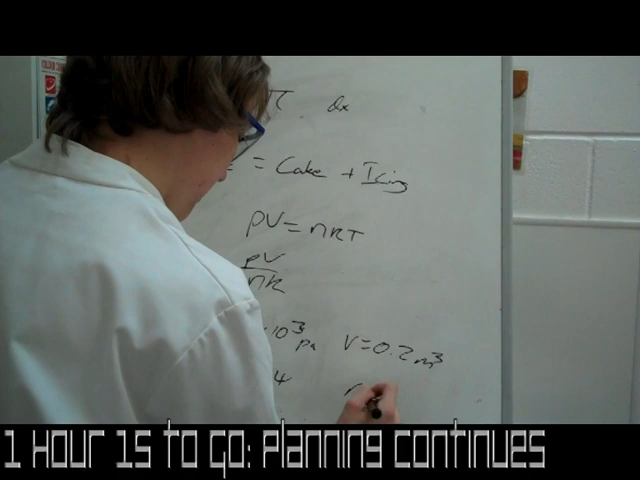 π dx
= Cake + Icing
pV = nRT
pV
nR
10³ pa V = 0.2 m³
4
1 Hour 15 to go: Planning continues